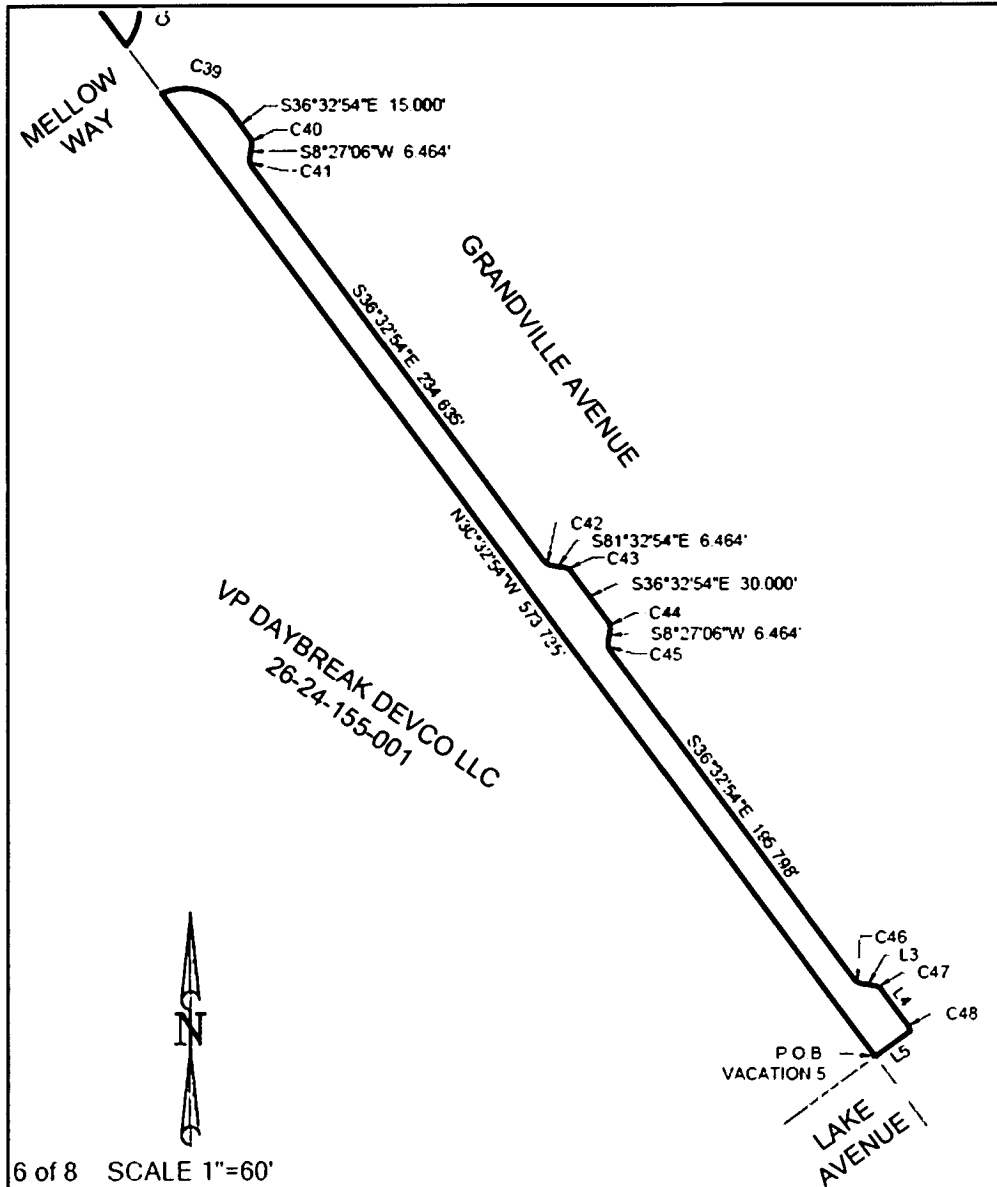 C39
MELLOW
WAY
S36°32'54"E 15.000'
C40
S8°27'06"W 6.464'
C41
GRANDVILLE AVENUE
S36°32'54"E 234 635'
N36°32'54"W 573 735'
C42
S81°32'54"E 6.464'
C43
S36°32'54"E 30.000'
C44
S8°27'06"W 6.464'
C45
VP DAYBREAK DEVCO LLC
26-24-155-001
S36°32'54"E 195 798'
C46
L3
C47
L4
C48
L5
P O B
VACATION 5
LAKE
AVENUE
N
6 of 8 SCALE 1"=60'